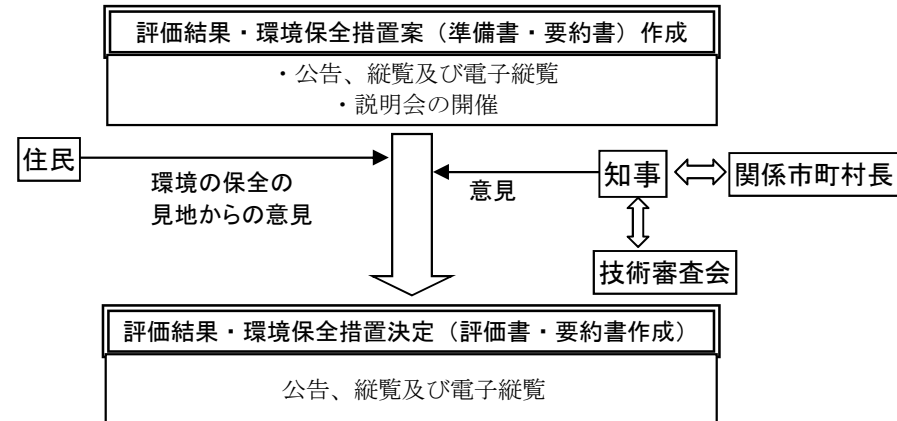 評価結果・環境保全措置案（準備書・要約書）作成
・公告、縦覧及び電子縦覧
・説明会の開催
住民
環境の保全の
見地からの意見
意見
知事
関係市町村長
技術審査会
評価結果・環境保全措置決定（評価書・要約書作成）
公告、縦覧及び電子縦覧